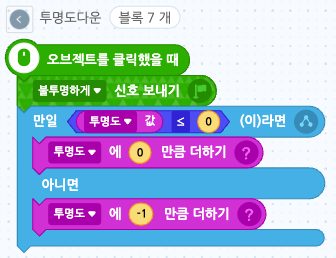 투명도다운 블록 7 개
오브젝트를 클릭했을 때
불투명하게 신호 보내기
만일 투명도 값 ≤ 0 (이)라면
투명도 에 0 만큼 더하기 ?
아니면
투명도 에 -1 만큼 더하기 ?